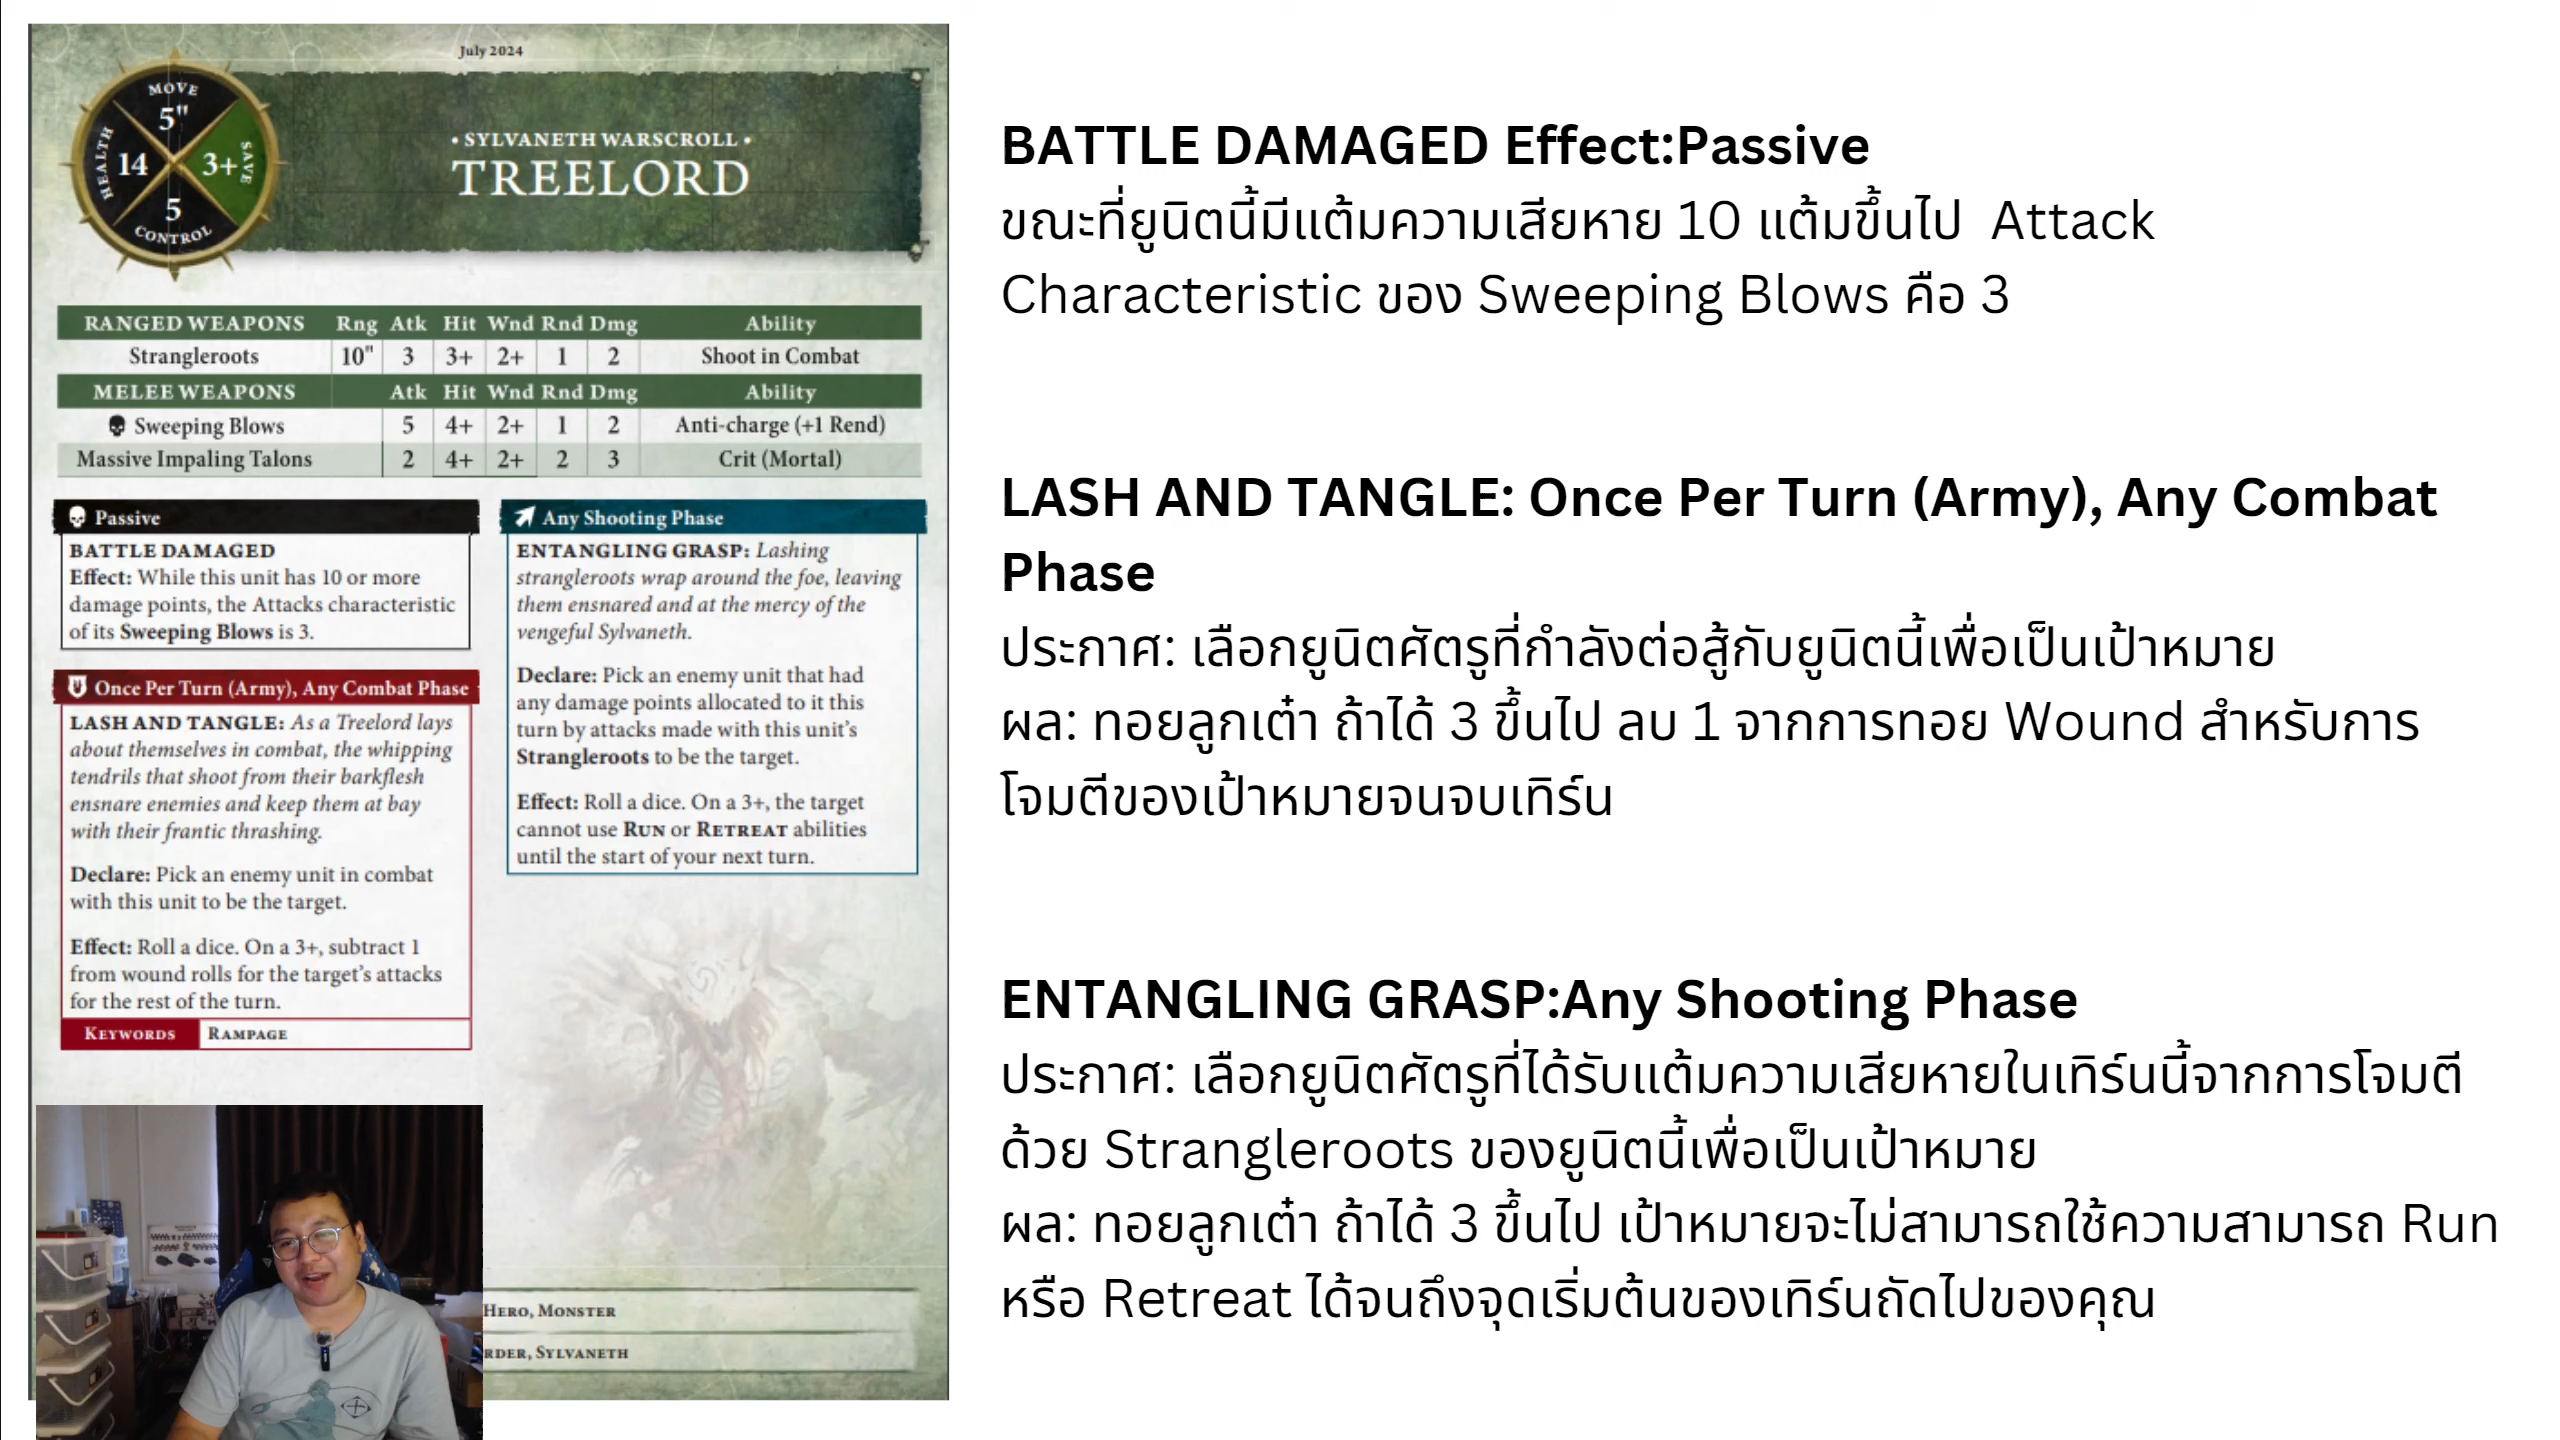 July 2024
MOVE
5"
HEALTH
14
3+
SAVE
5
CONTROL
• SYLVANETH WARSCROLL •
TREELORD
RANGED WEAPONS Rng Atk Hit Wnd Rnd Dmg Ability
Strangleroots 10" 3 3+ 2+ 1 2 Shoot in Combat
MELEE WEAPONS Atk Hit Wnd Rnd Dmg Ability
Sweeping Blows 5 4+ 2+ 1 2 Anti-charge (+1 Rend)
Massive Impaling Talons 2 4+ 2+ 2 3 Crit (Mortal)
Passive
BATTLE DAMAGED
Effect: While this unit has 10 or more
damage points, the Attacks characteristic
of its Sweeping Blows is 3.
Once Per Turn (Army), Any Combat Phase
LASH AND TANGLE: As a Treelord lays
about themselves in combat, the whipping
tendrils that shoot from their barkflesh
ensnare enemies and keep them at bay
with their frantic thrashing.
Declare: Pick an enemy unit in combat
with this unit to be the target.
Effect: Roll a dice. On a 3+, subtract 1
from wound rolls for the target's attacks
for the rest of the turn.
KEYWORDS RAMPAGE
Any Shooting Phase
ENTANGLING GRASP: Lashing
strangleroots wrap around the foe, leaving
them ensnared and at the mercy of the
vengeful Sylvaneth.
Declare: Pick an enemy unit that had
any damage points allocated to it this
turn by attacks made with this unit's
Strangleroots to be the target.
Effect: Roll a dice. On a 3+, the target
cannot use RUN or RETREAT abilities
until the start of your next turn.
HERO, MONSTER
RDER, SYLVANETH
BATTLE DAMAGED Effect:Passive
ขณะที่ยูนิตนี้มีแต้มความเสียหาย 10 แต้มขึ้นไป Attack
Characteristic ของ Sweeping Blows คือ 3
LASH AND TANGLE: Once Per Turn (Army), Any Combat
Phase
ประกาศ: เลือกยูนิตศัตรูที่กำลังต่อสู้กับยูนิตนี้เพื่อเป็นเป้าหมาย
ผล: ทอยลูกเต๋า ถ้าได้ 3 ขึ้นไป ลบ 1 จากการทอย Wound สำหรับการ
โจมตีของเป้าหมายจนจบเทิร์น
ENTANGLING GRASP:Any Shooting Phase
ประกาศ: เลือกยูนิตศัตรูที่ได้รับแต้มความเสียหายในเทิร์นนี้จากการโจมตี
ด้วย Strangleroots ของยูนิตนี้เพื่อเป็นเป้าหมาย
ผล: ทอยลูกเต๋า ถ้าได้ 3 ขึ้นไป เป้าหมายจะไม่สามารถใช้ความสามารถ Run
หรือ Retreat ได้จนถึงจุดเริ่มต้นของเทิร์นถัดไปของคุณ